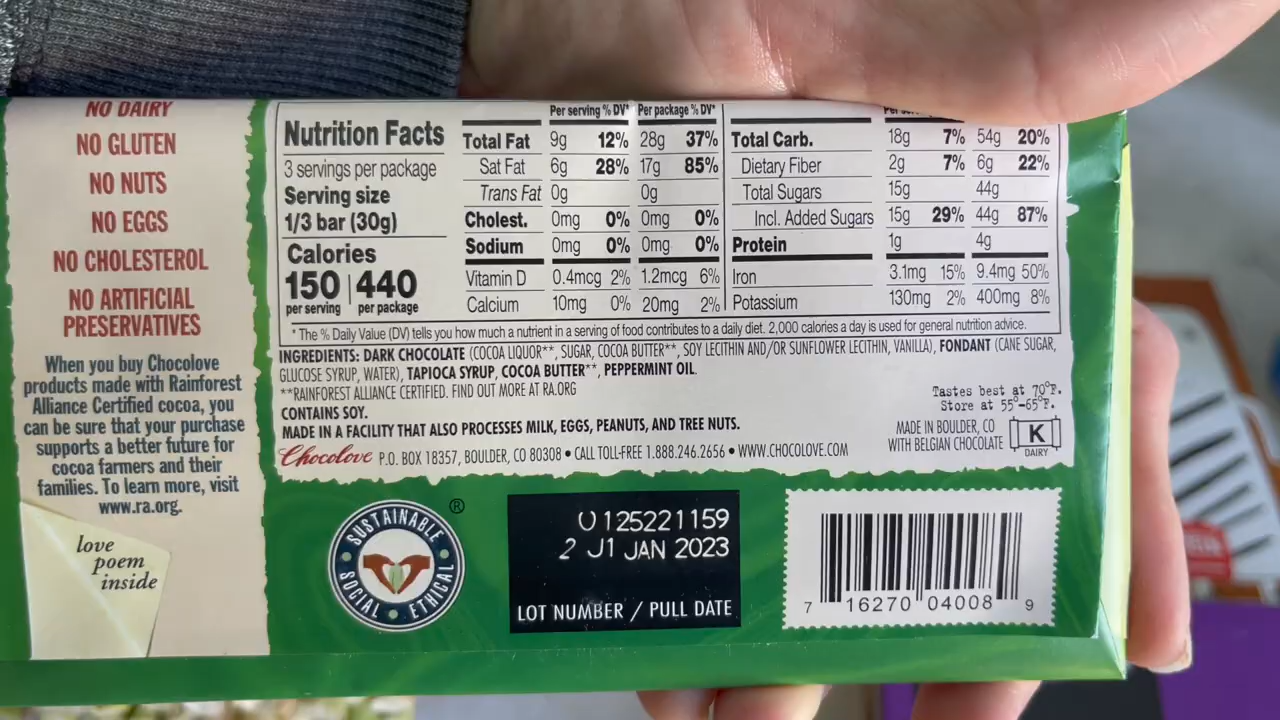 NO DAIRY
NO GLUTEN
NO NUTS
NO EGGS
NO CHOLESTEROL
NO ARTIFICIAL
PRESERVATIVES
When you buy Chocolove
products made with Rainforest
Alliance Certified cocoa, you
can be sure that your purchase
supports a better future for
cocoa farmers and their
families. To learn more, visit
www.ra.org.
love
poem
inside
Nutrition Facts
3 servings per package
Serving size
1/3 bar (30g)
Calories
150 440
per serving per package
Per serving % DV* Per package % DV*
Total Fat 9g 12% 28g 37%
Sat Fat 6g 28% 17g 85%
Trans Fat 0g 0g
Cholest. 0mg 0% 0mg 0%
Sodium 0mg 0% 0mg 0%
Vitamin D 0.4mcg 2% 1.2mcg 6%
Calcium 10mg 0% 20mg 2%
Total Carb. 18g 7% 54g 20%
Dietary Fiber 2g 7% 6g 22%
Total Sugars 15g 44g
Incl. Added Sugars 15g 29% 44g 87%
Protein 1g 4g
Iron 3.1mg 15% 9.4mg 50%
Potassium 130mg 2% 400mg 8%
* The % Daily Value (DV) tells you how much a nutrient in a serving of food contributes to a daily diet. 2,000 calories a day is used for general nutrition advice.
INGREDIENTS: DARK CHOCOLATE (COCOA LIQUOR**, SUGAR, COCOA BUTTER**, SOY LECITHIN AND/OR SUNFLOWER LECITHIN, VANILLA), FONDANT (CANE SUGAR,
GLUCOSE SYRUP, WATER), TAPIOCA SYRUP, COCOA BUTTER**, PEPPERMINT OIL.
**RAINFOREST ALLIANCE CERTIFIED. FIND OUT MORE AT RA.ORG
CONTAINS SOY.
MADE IN A FACILITY THAT ALSO PROCESSES MILK, EGGS, PEANUTS, AND TREE NUTS.
Chocolove P.O. BOX 18357, BOULDER, CO 80308 • CALL TOLL-FREE 1.888.246.2656 • WWW.CHOCOLOVE.COM
Tastes best at 70°F.
Store at 55°-65°F.
MADE IN BOULDER, CO
WITH BELGIAN CHOCOLATE
K
DAIRY
SUSTAINABLE
SOCIAL • ETHICAL
®
0125221159
2 J1 JAN 2023
LOT NUMBER / PULL DATE
7 16270 04008 9